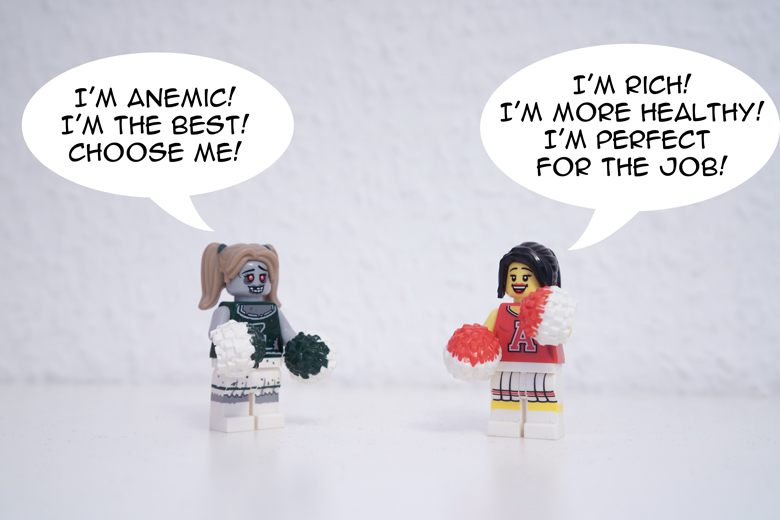 I'M ANEMIC!
I'M THE BEST!
CHOOSE ME!
I'M RICH!
I'M MORE HEALTHY!
I'M PERFECT
FOR THE JOB!
A